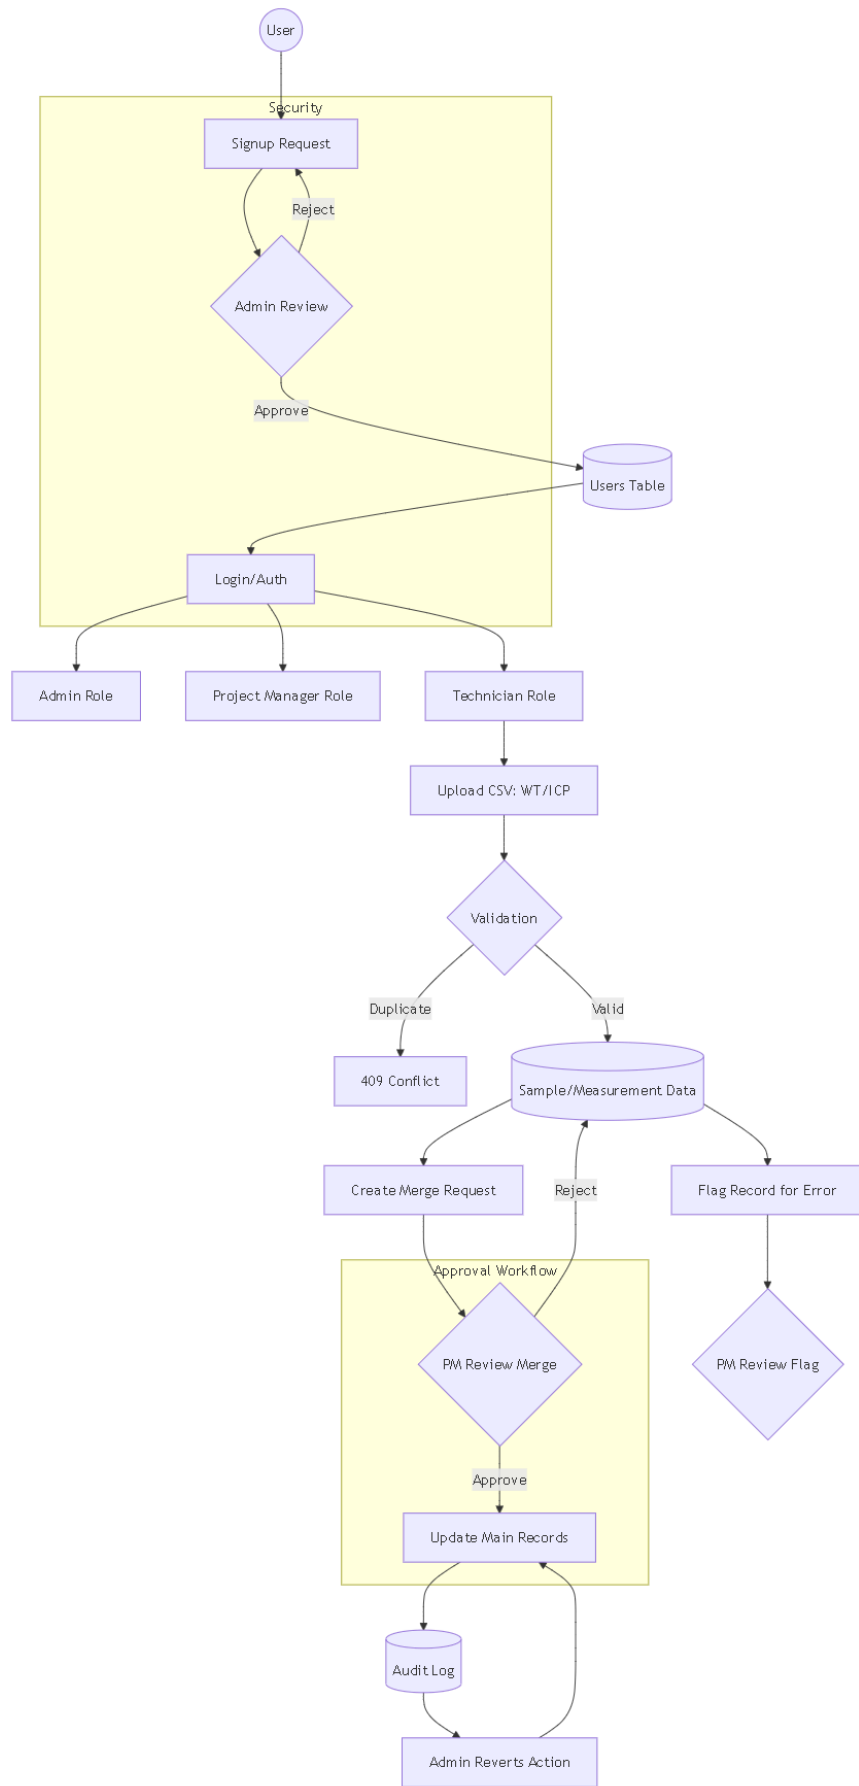 User
Security
Signup Request
Reject
Admin Review
Approve
Users Table
Login/Auth
Admin Role
Project Manager Role
Technician Role
Upload CSV: WT/ICP
Validation
Duplicate
Valid
409 Conflict
Sample/Measurement Data
Create Merge Request
Reject
Flag Record for Error
Approval Workflow
PM Review Merge
PM Review Flag
Approve
Update Main Records
Audit Log
Admin Reverts Action